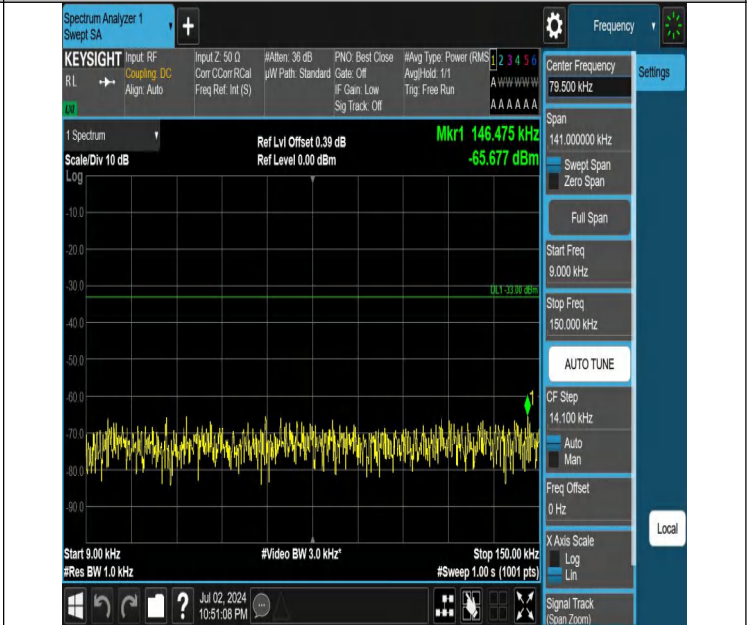 Spectrum Analyzer 1
Swept SA
Frequency
KEYSIGHT
RL
Input: RF
Coupling: DC
Align: Auto
Input Z: 50 Ω
Corr CCorr RCal
Freq Ref: Int (S)
#Atten: 36 dB
µW Path: Standard
PNO: Best Close
Gate: Off
IF Gain: Low
Sig Track: Off
#Avg Type: Power (RMS
Avg|Hold: 1/1
Trig: Free Run
1 2 3 4 5 6
A W W W W W
A A A A A A
1 Spectrum
Scale/Div 10 dB
Log
Ref Lvl Offset 0.39 dB
Ref Level 0.00 dBm
Mkr1 146.475 kHz
-65.677 dBm
-10.0
-20.0
-30.0
DL1 -33.00 dBm
-40.0
-50.0
-60.0
1
-70.0
-80.0
-90.0
Start 9.00 kHz
#Res BW 1.0 kHz
#Video BW 3.0 kHz*
Stop 150.00 kHz
#Sweep 1.00 s (1001 pts)
Jul 02, 2024
10:51:08 PM
Center Frequency
79.500 kHz
Settings
Span
141.000000 kHz
Swept Span
Zero Span
Full Span
Start Freq
9.000 kHz
Stop Freq
150.000 kHz
AUTO TUNE
CF Step
14.100 kHz
Auto
Man
Freq Offset
0 Hz
Local
X Axis Scale
Log
Lin
Signal Track
(Span Zoom)